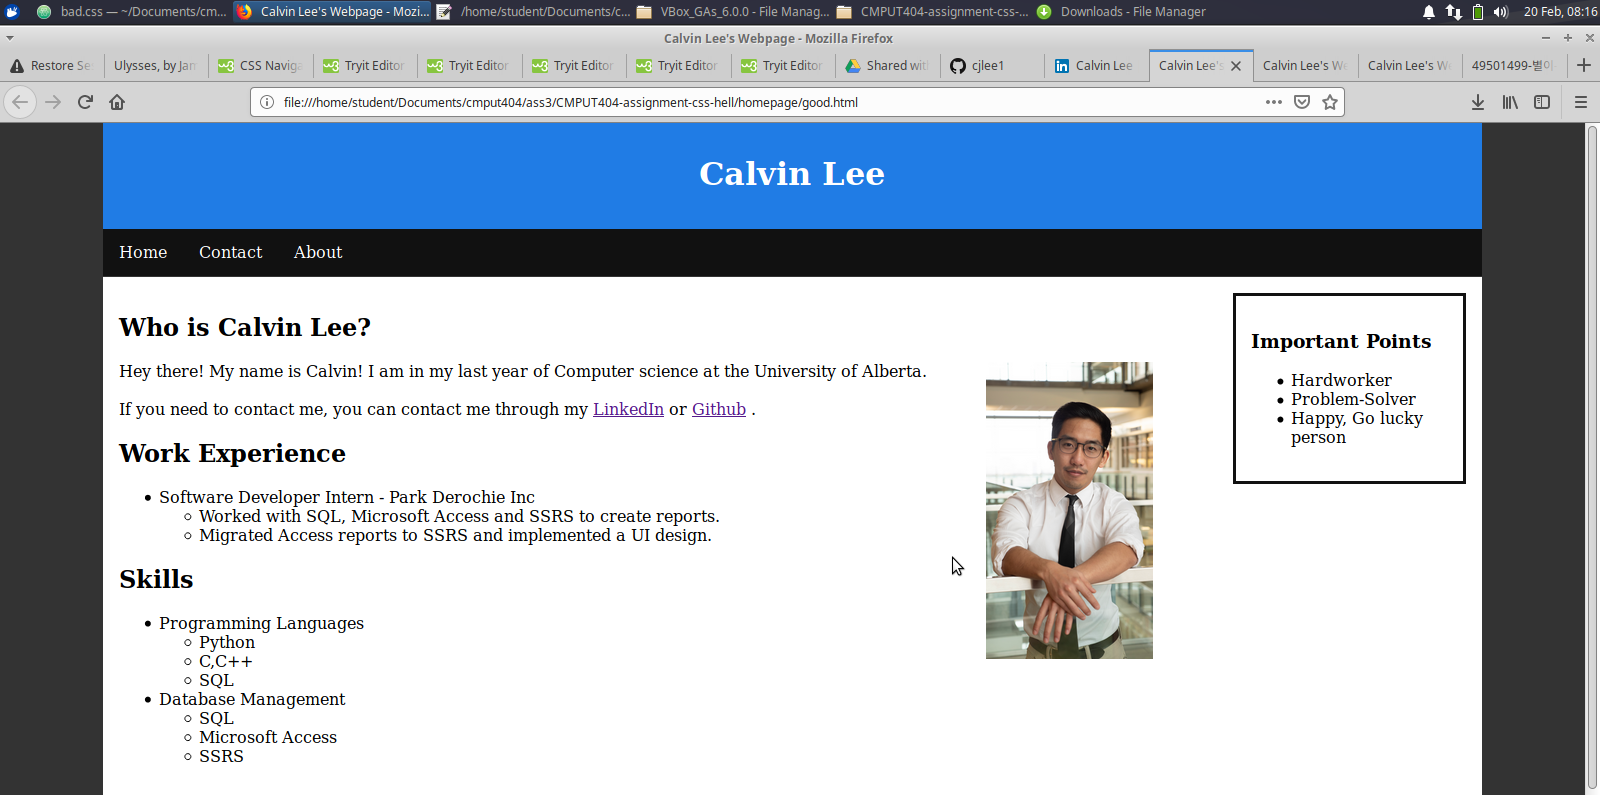 bad.css — ~/Documents/cm...
Calvin Lee's Webpage - Mozi...
/home/student/Documents/c...
VBox_GAs_6.0.0 - File Manag...
CMPUT404-assignment-css-...
Downloads - File Manager
20 Feb, 08:16
Calvin Lee's Webpage - Mozilla Firefox
Restore Se
Ulysses, by Jan
CSS Naviga
Tryit Editor
Tryit Editor
Tryit Editor
Tryit Editor
Tryit Editor
Shared with
cjlee1
Calvin Lee
Calvin Lee's
Calvin Lee's We
Calvin Lee's We
file:///home/student/Documents/cmput404/ass3/CMPUT404-assignment-css-hell/homepage/good.html
Calvin Lee
Home Contact About
Who is Calvin Lee?
Hey there! My name is Calvin! I am in my last year of Computer science at the University of Alberta.
If you need to contact me, you can contact me through my LinkedIn or Github .
Work Experience
Software Developer Intern - Park Derochie Inc
Worked with SQL, Microsoft Access and SSRS to create reports.
Migrated Access reports to SSRS and implemented a UI design.
Skills
Programming Languages
Python
C,C++
SQL
Database Management
SQL
Microsoft Access
SSRS
Important Points
Hardworker
Problem-Solver
Happy, Go lucky
person